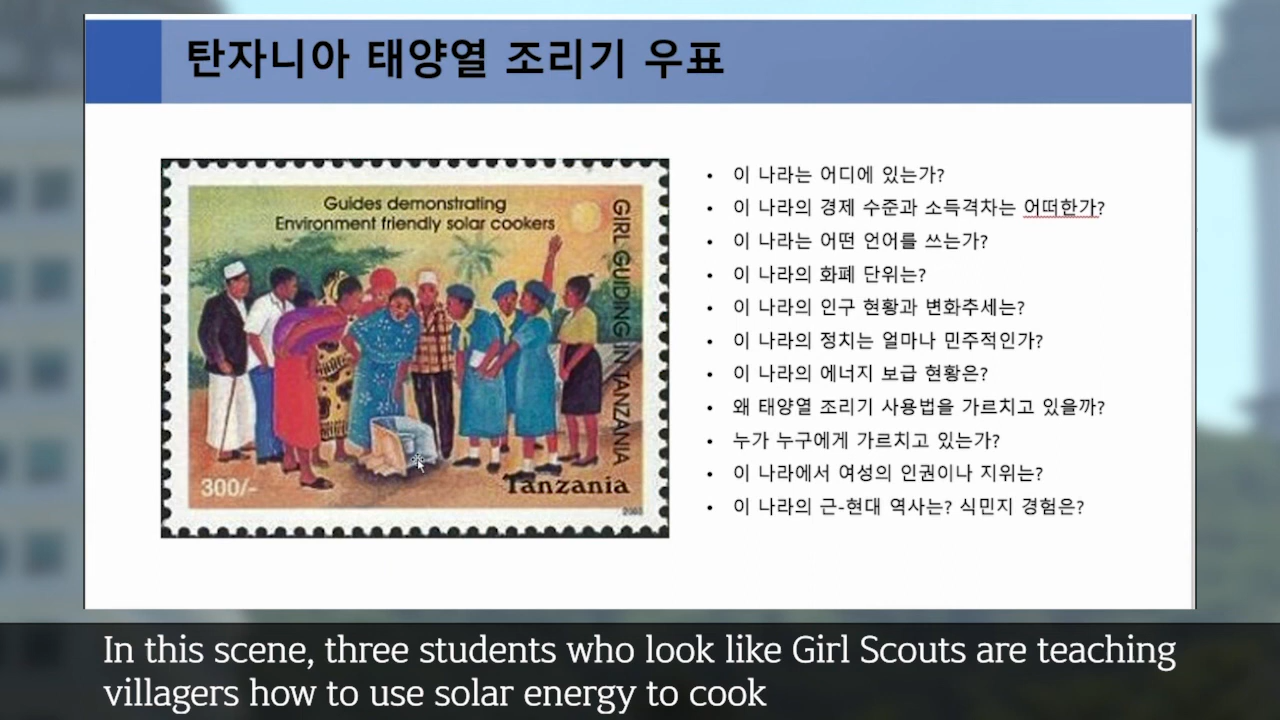 탄자니아 태양열 조리기 우표
Guides demonstrating
Environment friendly solar cookers
GIRL GUIDING IN TANZANIA
300/-
Tanzania
• 이 나라는 어디에 있는가?
• 이 나라의 경제 수준과 소득격차는 어떠한가?
• 이 나라는 어떤 언어를 쓰는가?
• 이 나라의 화폐 단위는?
• 이 나라의 인구 현황과 변화추세는?
• 이 나라의 정치는 얼마나 민주적인가?
• 이 나라의 에너지 보급 현황은?
• 왜 태양열 조리기 사용법을 가르치고 있을까?
• 누가 누구에게 가르치고 있는가?
• 이 나라에서 여성의 인권이나 지위는?
• 이 나라의 근-현대 역사는? 식민지 경험은?
In this scene, three students who look like Girl Scouts are teaching
villagers how to use solar energy to cook